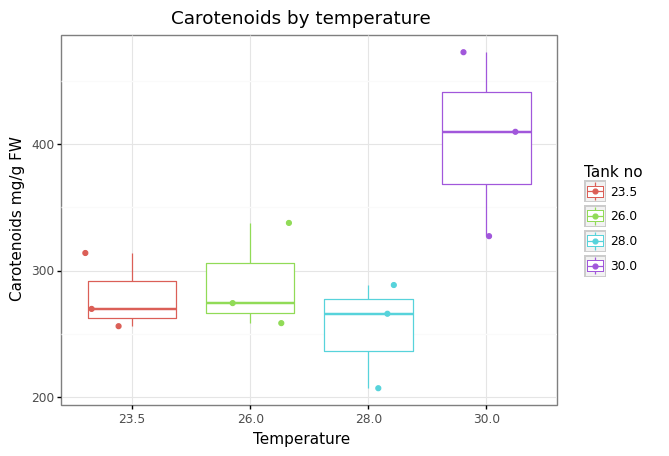 Carotenoids by temperature
Carotenoids mg/g FW
400
300
200
23.5
26.0
28.0
30.0
Temperature
Tank no
23.5
26.0
28.0
30.0